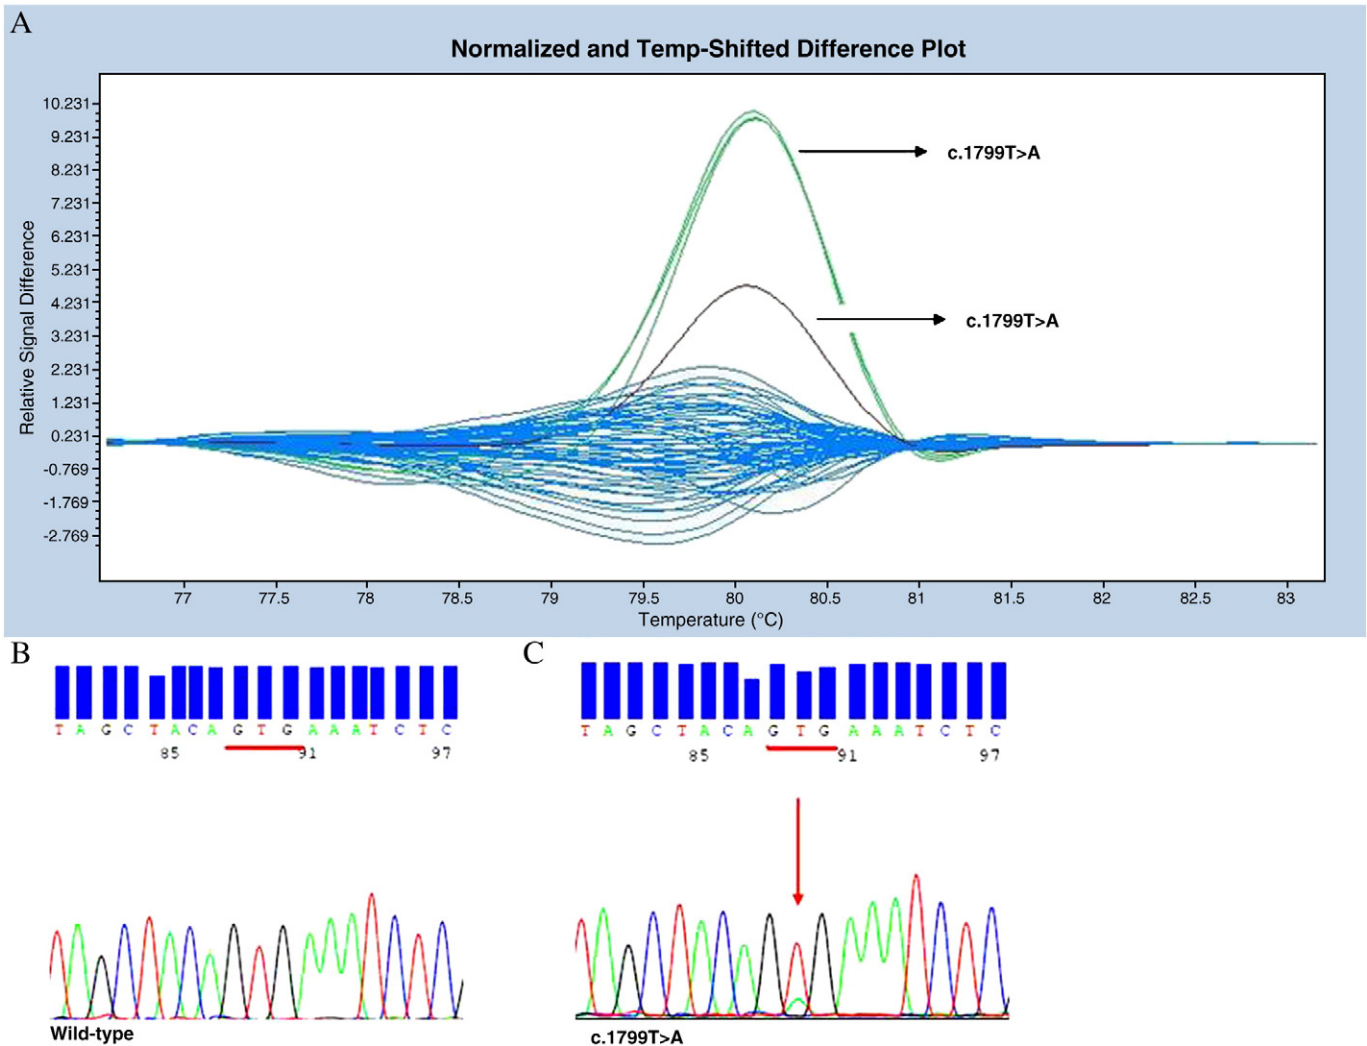 A
Normalized and Temp-Shifted Difference Plot
Relative Signal Difference
10.231
9.231
8.231
7.231
6.231
5.231
4.231
3.231
2.231
1.231
0.231
-0.769
-1.769
-2.769
c.1799T>A
c.1799T>A
77 77.5 78 78.5 79 79.5 80 80.5 81 81.5 82 82.5 83
Temperature (°C)
B
T A G C T A C A G T G A A A T C T C
85 91 97
Wild-type
C
T A G C T A C A G T G A A A T C T C
85 91 97
c.1799T>A